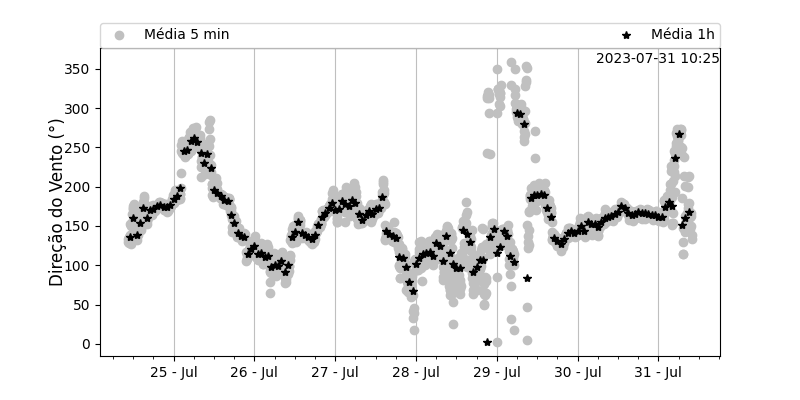 Média 5 min
Média 1h
2023-07-31 10:25
Direção do Vento (°)
350
300
250
200
150
100
50
0
25 - Jul
26 - Jul
27 - Jul
28 - Jul
29 - Jul
30 - Jul
31 - Jul